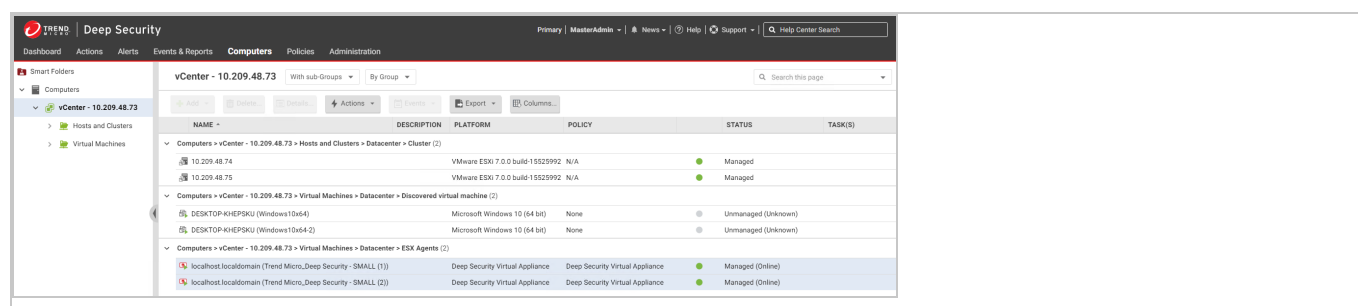 TREND MICRO Deep Security Primary MasterAdmin News ? Help Support Help Center Search
Dashboard Actions Alerts Events & Reports Computers Policies Administration
Smart Folders
Computers
vCenter - 10.209.48.73
Hosts and Clusters
Virtual Machines
vCenter - 10.209.48.73 With sub-Groups By Group Search this page
Add Delete... Details... Actions Events Export Columns...
NAME DESCRIPTION PLATFORM POLICY STATUS TASK(S)
Computers > vCenter - 10.209.48.73 > Hosts and Clusters > Datacenter > Cluster (2)
10.209.48.74 VMware ESXi 7.0.0 build-15525992 N/A Managed
10.209.48.75 VMware ESXi 7.0.0 build-15525992 N/A Managed
Computers > vCenter - 10.209.48.73 > Virtual Machines > Datacenter > Discovered virtual machine (2)
DESKTOP-KHEPSKU (Windows10x64) Microsoft Windows 10 (64 bit) None Unmanaged (Unknown)
DESKTOP-KHEPSKU (Windows10x64-2) Microsoft Windows 10 (64 bit) None Unmanaged (Unknown)
Computers > vCenter - 10.209.48.73 > Virtual Machines > Datacenter > ESX Agents (2)
localhost.localdomain (Trend Micro_Deep Security - SMALL (1)) Deep Security Virtual Appliance Deep Security Virtual Appliance Managed (Online)
localhost.localdomain (Trend Micro_Deep Security - SMALL (2)) Deep Security Virtual Appliance Deep Security Virtual Appliance Managed (Online)